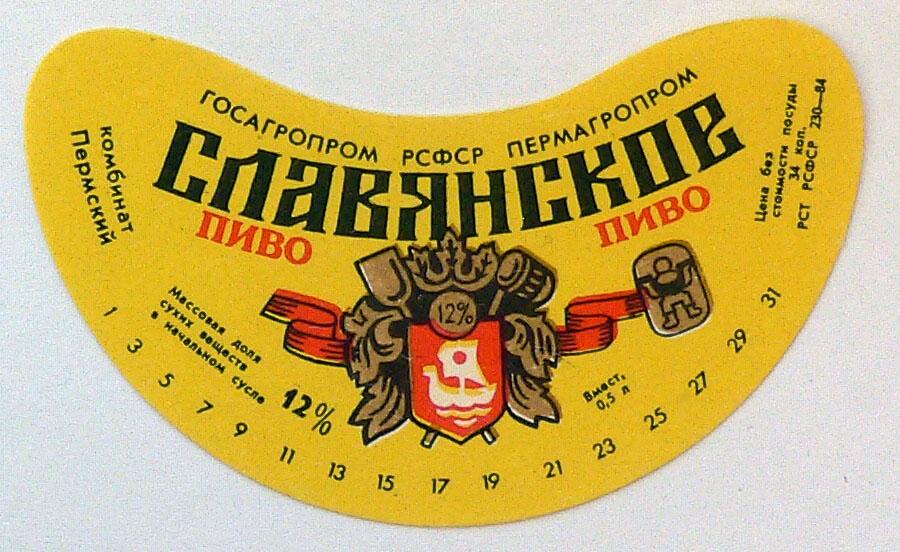 ГОСАГРОПРОМ РСФСР ПЕРМАГРОПРОМ
СЛАВЯНСКОЕ
ПИВО ПИВО
комбинат
Пермский
Цена без
стоимости посуды
34 коп.
РСТ РСФСР 230—84
12%
Массовая доля
сухих веществ
в начальном сусле
12%
Вмест.
0,5 л
1 3 5 7 9 11 13 15 17 19 21 23 25 27 29 31